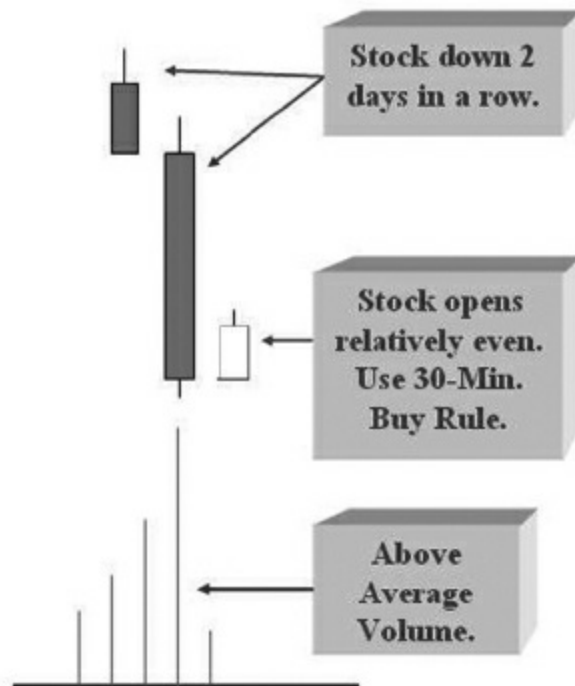 Stock down 2
days in a row.
Stock opens
relatively even.
Use 30-Min.
Buy Rule.
Above
Average
Volume.